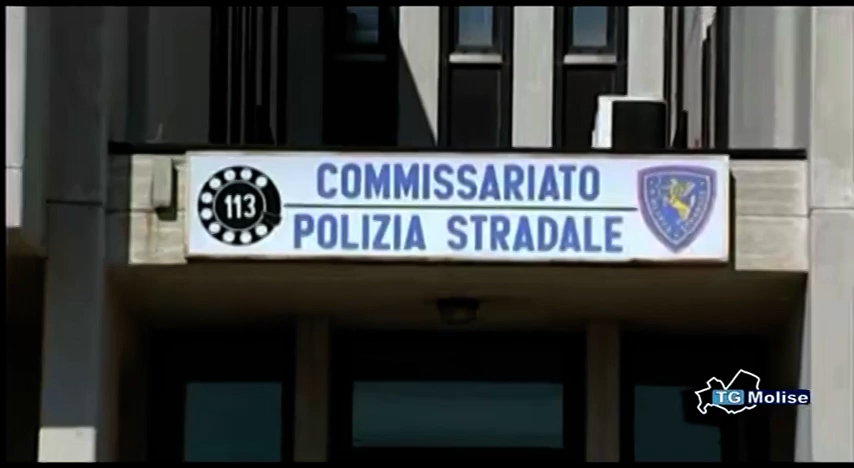 COMMISSARIATO
113
POLIZIA STRADALE
TG Molise